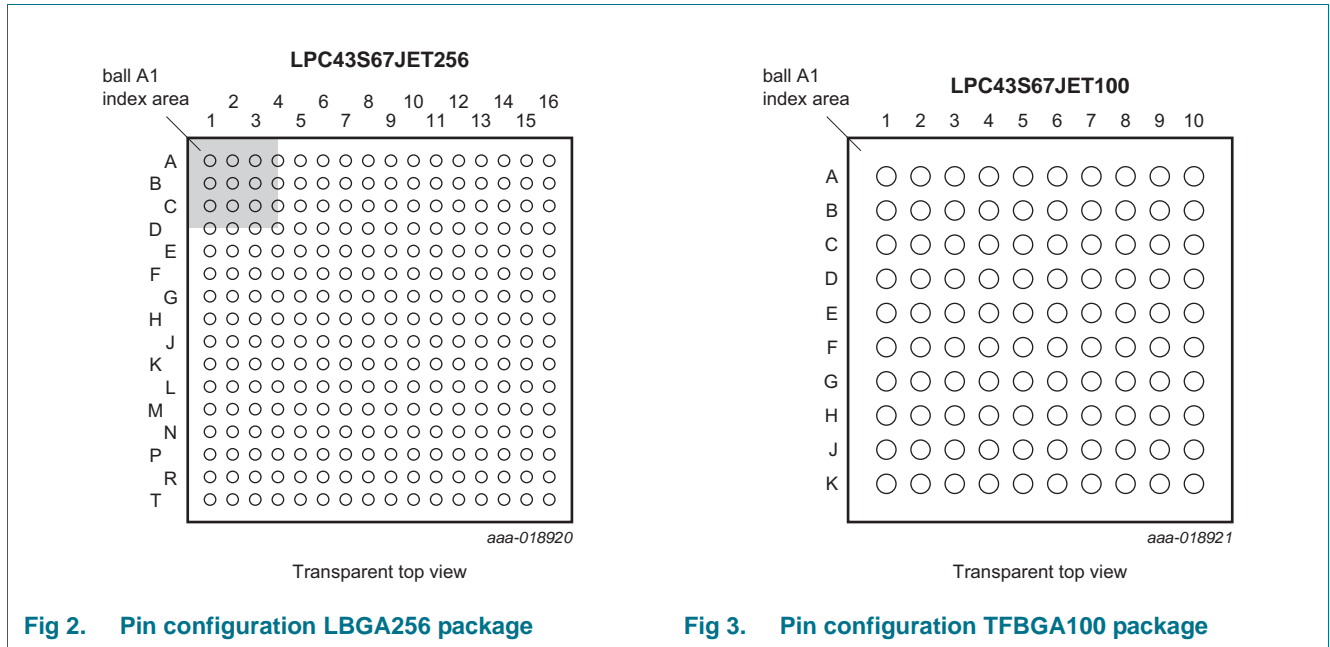 LPC43S67JET256
ball A1
index area
2 4 6 8 10 12 14 16
1 3 5 7 9 11 13 15
A
B
C
D
E
F
G
H
J
K
L
M
N
P
R
T
aaa-018920
Transparent top view
Fig 2. Pin configuration LBGA256 package
LPC43S67JET100
ball A1
index area
1 2 3 4 5 6 7 8 9 10
A
B
C
D
E
F
G
H
J
K
aaa-018921
Transparent top view
Fig 3. Pin configuration TFBGA100 package